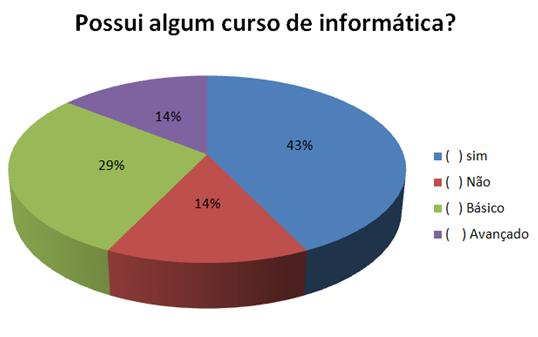 Possui algum curso de informática?
14%
43%
29%
14%
( ) sim
( ) Não
( ) Básico
( ) Avançado